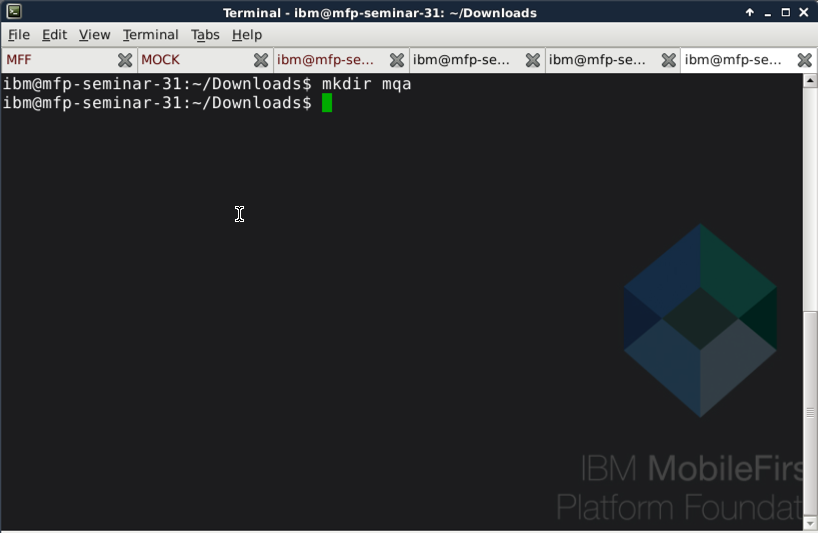 Terminal - ibm@mfp-seminar-31: ~/Downloads
File Edit View Terminal Tabs Help
MFF MOCK ibm@mfp-se... ibm@mfp-se... ibm@mfp-se... ibm@mfp-se...
ibm@mfp-seminar-31:~/Downloads$ mkdir mqa
ibm@mfp-seminar-31:~/Downloads$
IBM MobileFirs
Platform Foundat